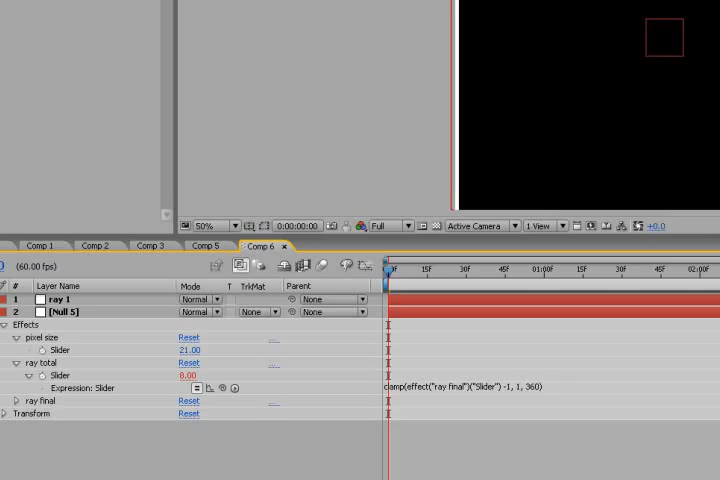 50% 0:00:00:00 Full Active Camera 1 View +0.0
Comp 1 Comp 2 Comp 3 Comp 5 Comp 6 ×
(60.00 fps)
15F 30F 45F 01:00F 15F 30F 45F 02:00F
# Layer Name Mode T TrkMat Parent
1 ray 1 Normal None
2 [Null 5] Normal None None
Effects
pixel size Reset ....
Slider 21.00
ray total Reset ....
Slider 8.00
Expression: Slider clamp(effect("ray final")("Slider") -1, 1, 360)
ray final Reset ....
Transform Reset